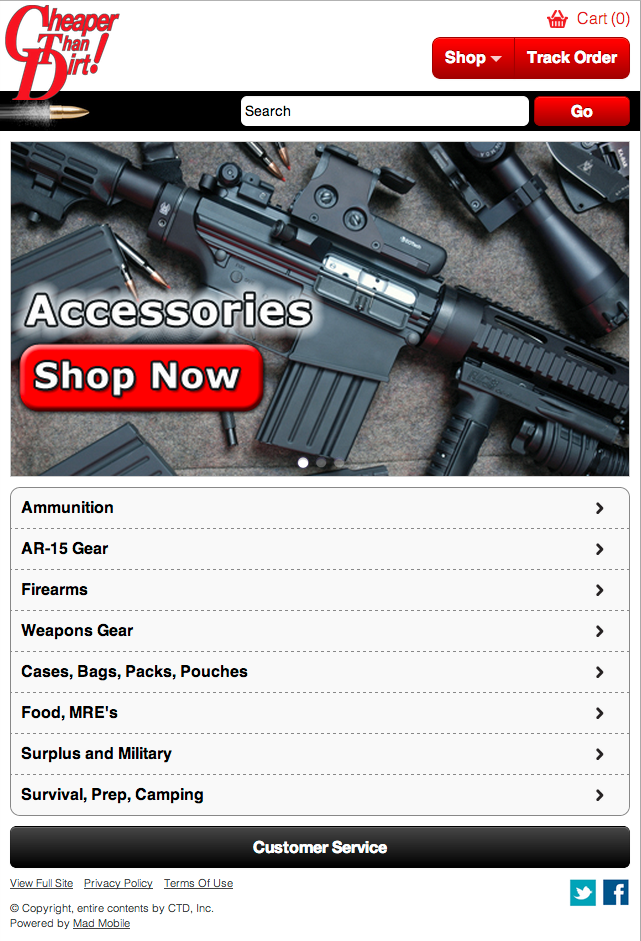 Cheaper
Than
Dirt!
Cart (0)
Shop
Track Order
Search
Go
EOTech
Accessories
Shop Now
Ammunition
AR-15 Gear
Firearms
Weapons Gear
Cases, Bags, Packs, Pouches
Food, MRE's
Surplus and Military
Survival, Prep, Camping
Customer Service
View Full Site Privacy Policy Terms Of Use
© Copyright, entire contents by CTD, Inc.
Powered by Mad Mobile